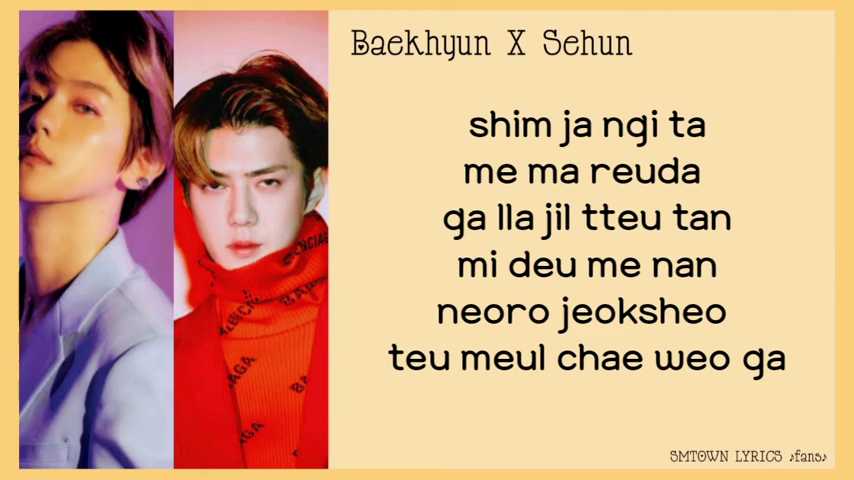 Baekhyun X Sehun
shim ja ngi ta
me ma reuda
ga lla jil tteu tan
mi deu me nan
neoro jeoksheo
teu meul chae weo ga
SMTOWN LYRICS ♪fans♪